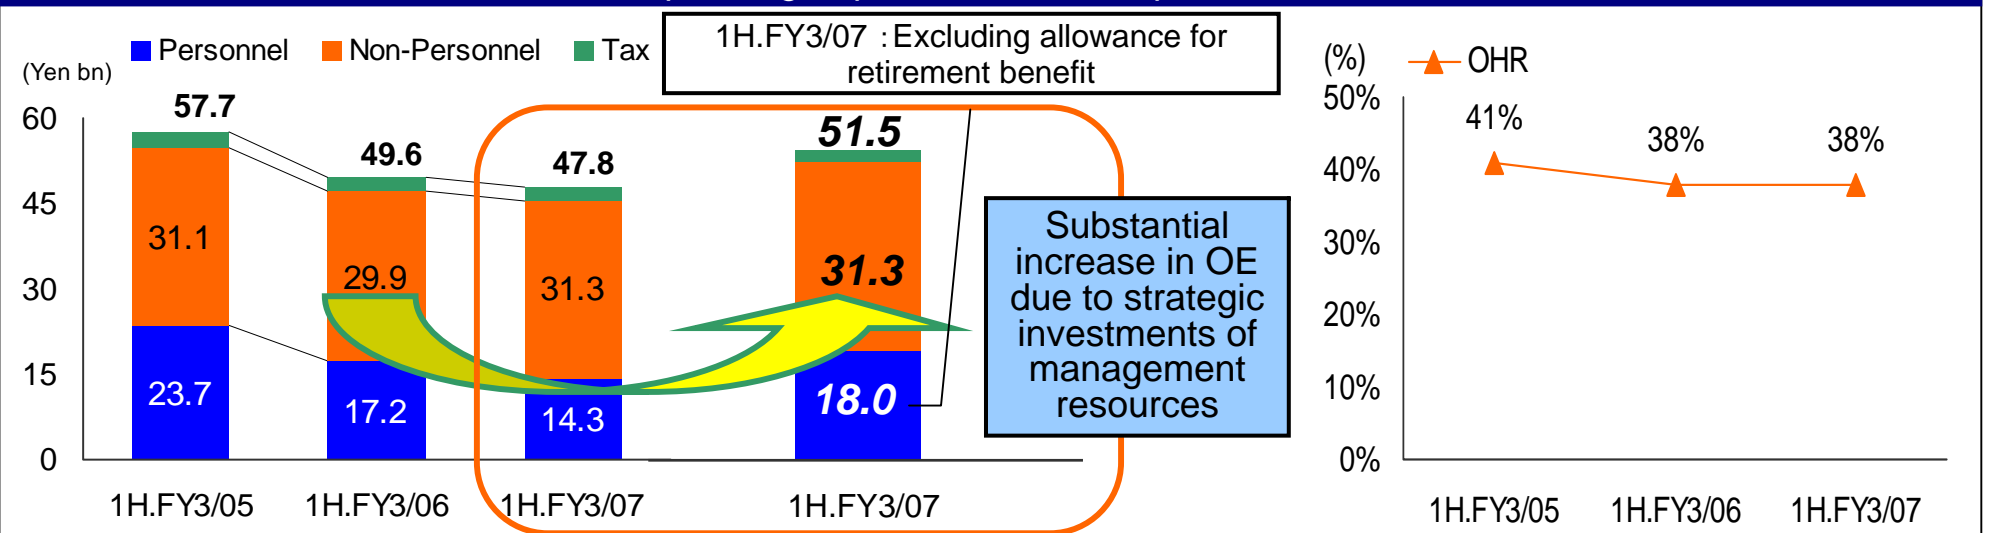 Personnel Non-Personnel Tax
(Yen bn)
1H.FY3/07 : Excluding allowance for
retirement benefit
60
45
30
15
0
57.7
31.1
23.7
49.6
29.9
17.2
47.8
31.3
14.3
51.5
31.3
18.0
1H.FY3/05 1H.FY3/06 1H.FY3/07 1H.FY3/07
Substantial
increase in OE
due to strategic
investments of
management
resources
(%)
OHR
50%
40%
30%
20%
10%
0%
41%
38%
38%
1H.FY3/05 1H.FY3/06 1H.FY3/07